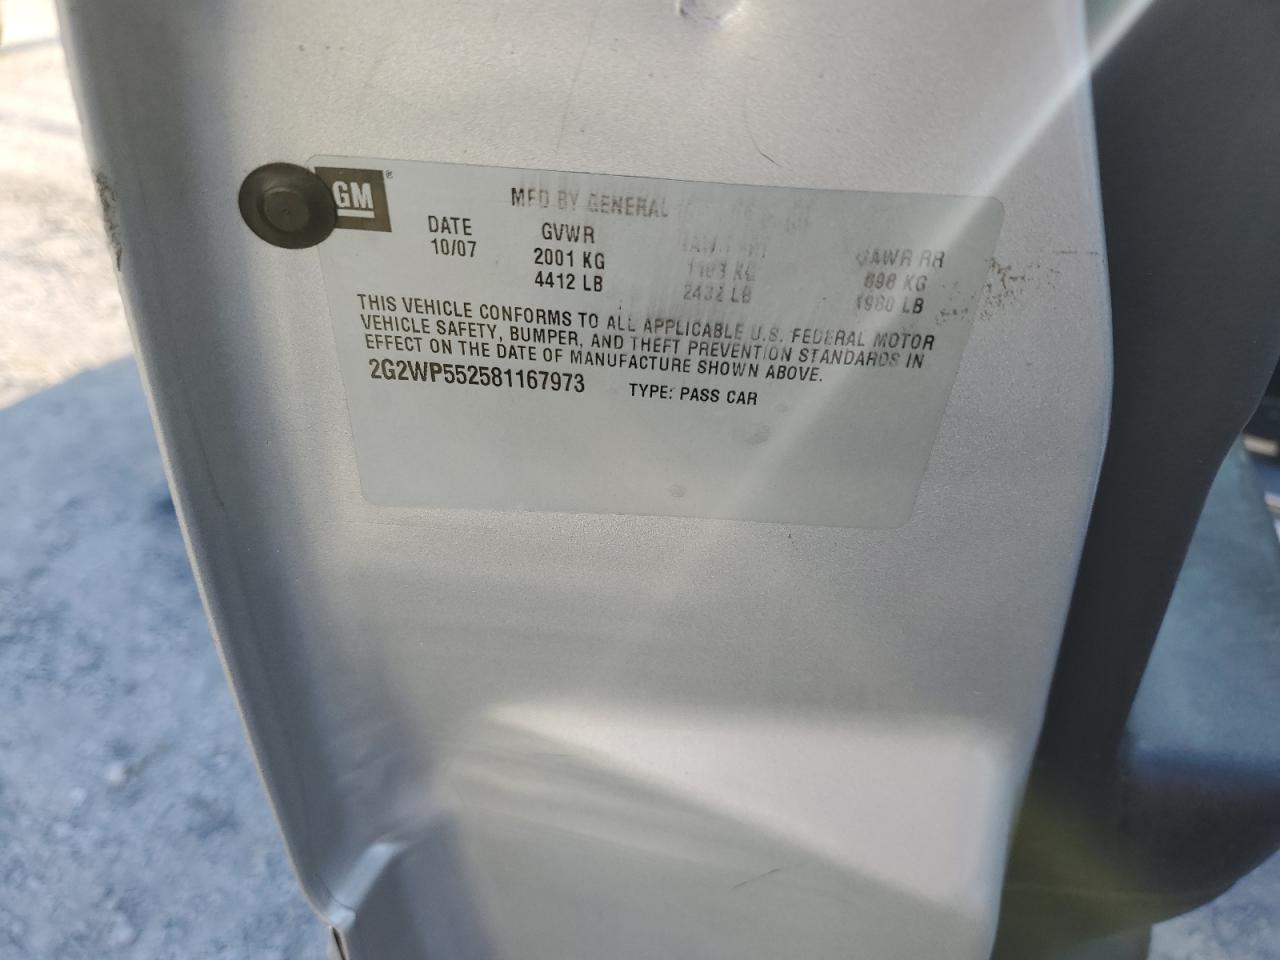 GM®
MFD BY GENERAL
DATE GVWR GAWR RR
10/07 2001 KG 898 KG
4412 LB 2432 LB 1980 LB
THIS VEHICLE CONFORMS TO ALL APPLICABLE U.S. FEDERAL MOTOR
VEHICLE SAFETY, BUMPER, AND THEFT PREVENTION STANDARDS IN
EFFECT ON THE DATE OF MANUFACTURE SHOWN ABOVE.
2G2WP552581167973 TYPE: PASS CAR